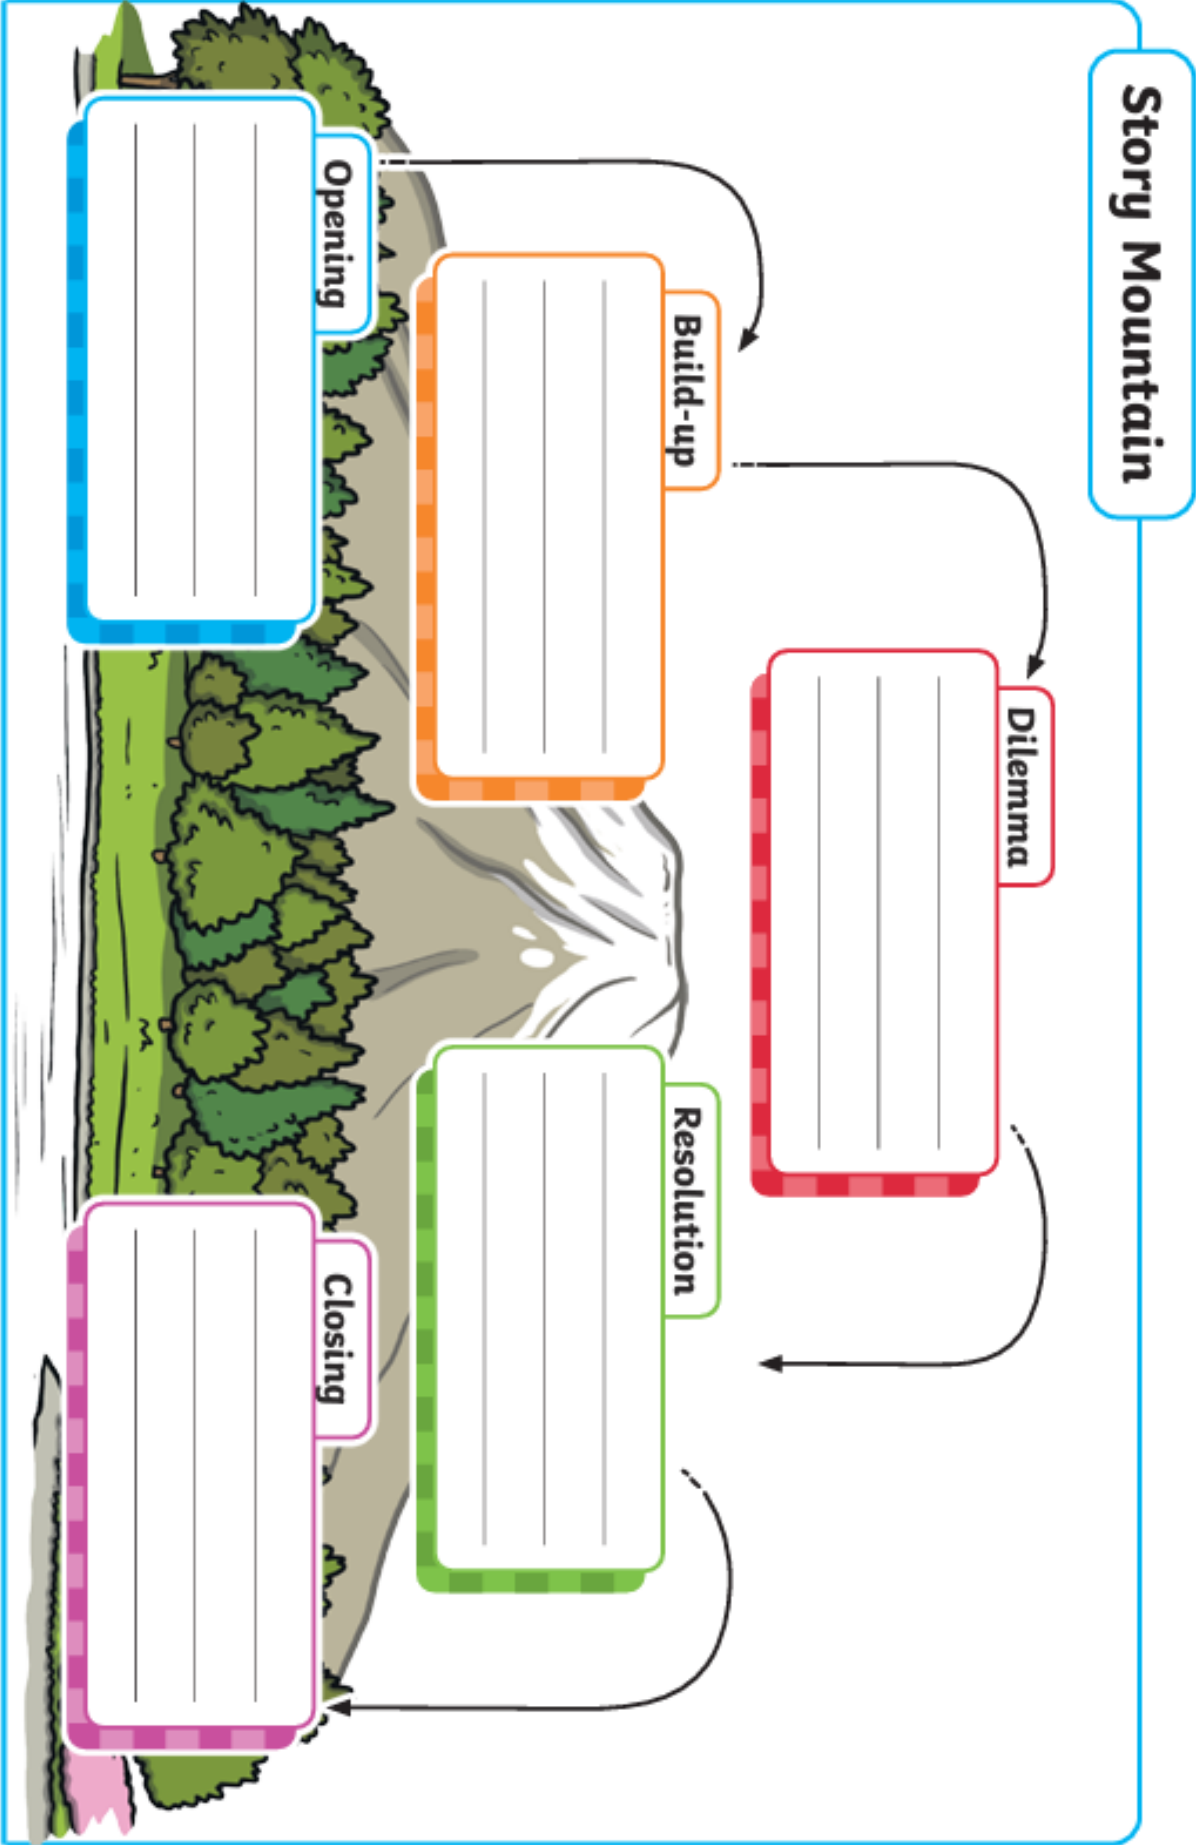 Story Mountain
Opening
Build-up
Dilemma
Resolution
Closing